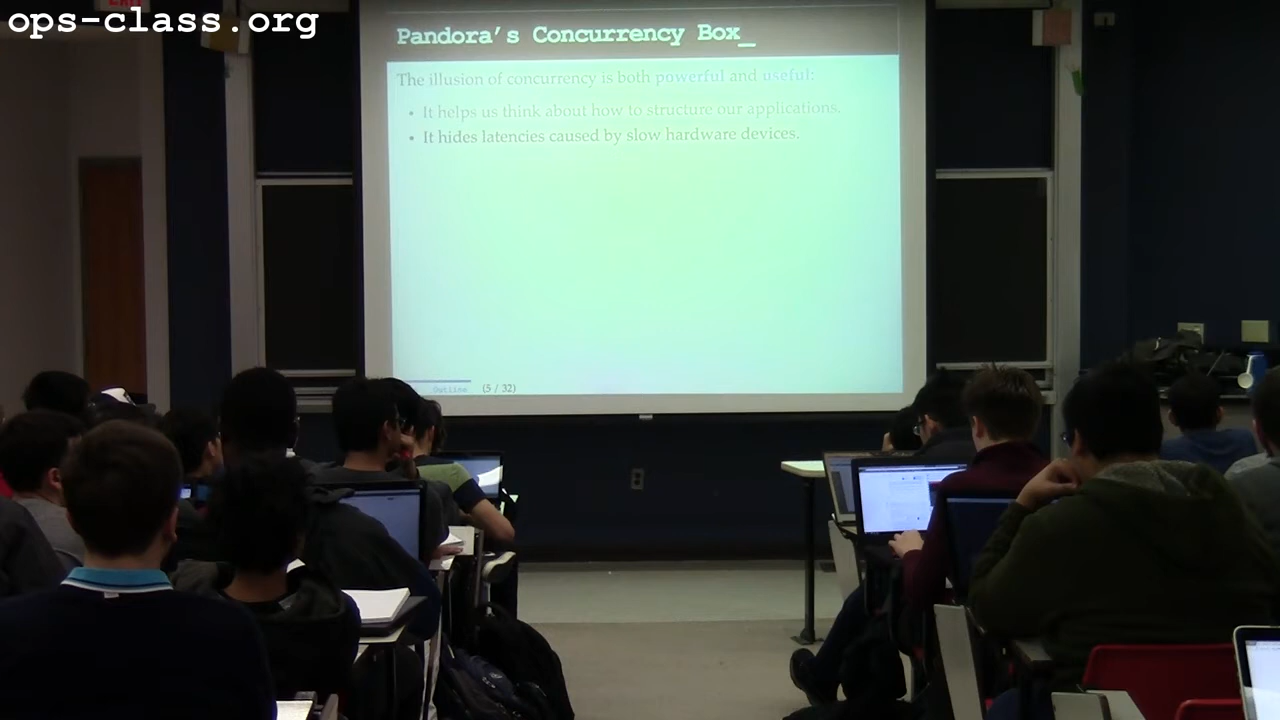 ops-class.org
EXIT
Pandora's Concurrency Box_
The illusion of concurrency is both powerful and useful:
• It helps us think about how to structure our applications.
• It hides latencies caused by slow hardware devices.
Outline (5 / 32)